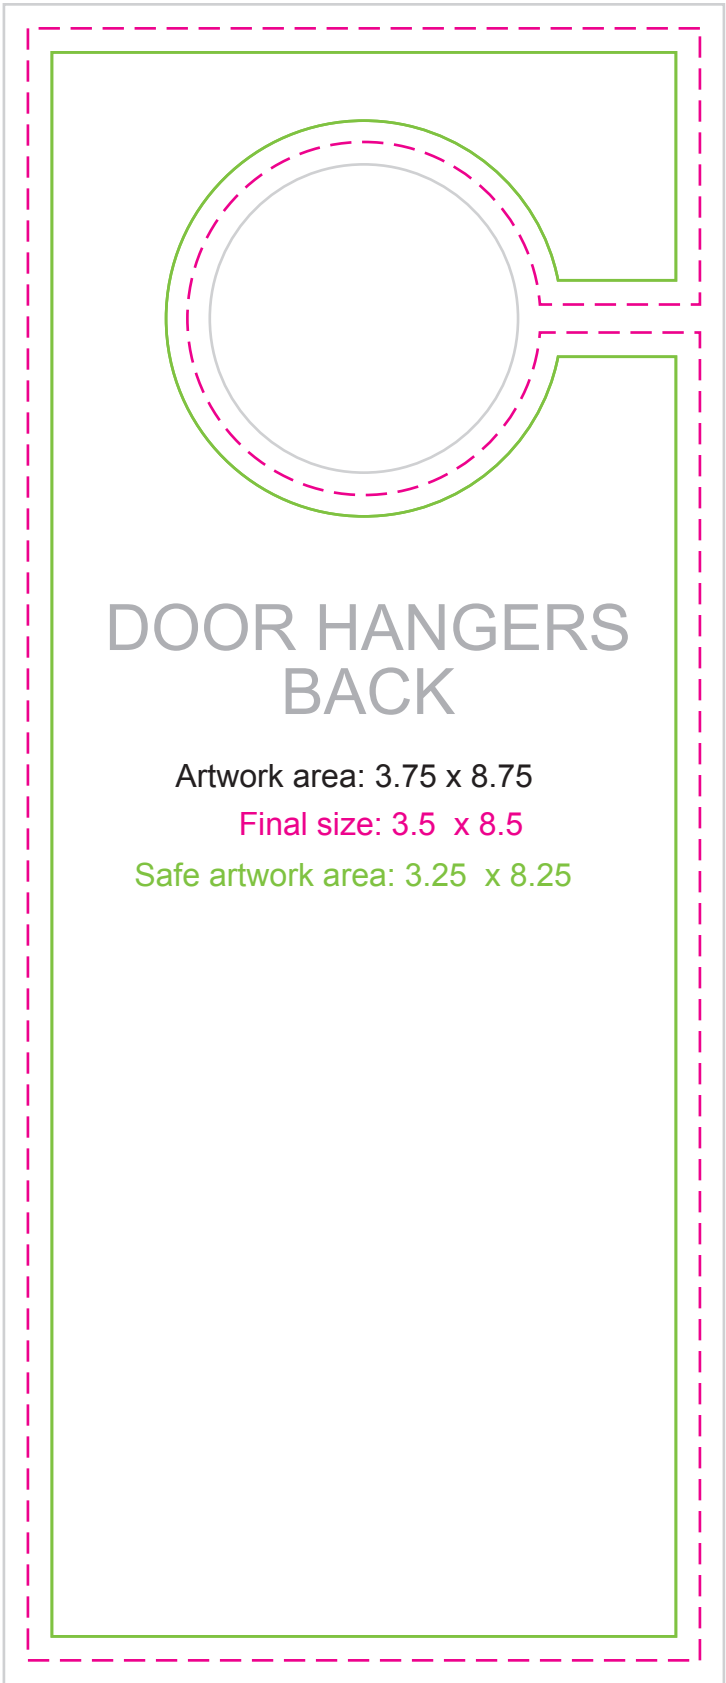 DOOR HANGERS
BACK
Artwork area: 3.75 x 8.75
Final size: 3.5  x 8.5
Safe artwork area: 3.25  x 8.25